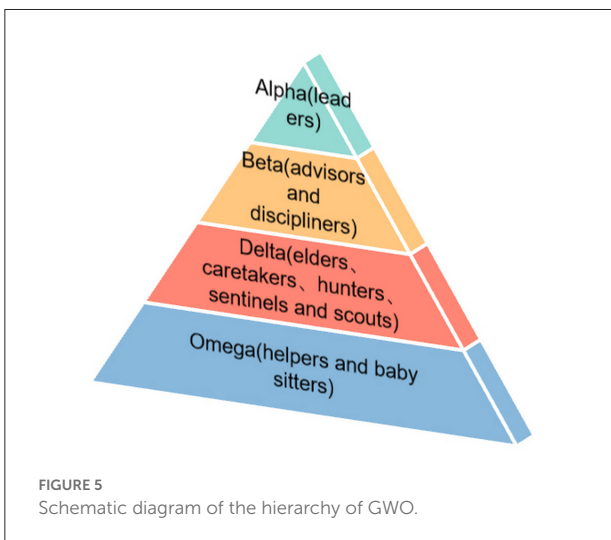 Alpha(lead
ers)
Beta(advisors
and
discipliners)
Delta(elders、
caretakers、hunters、
sentinels and scouts)
Omega(helpers and baby
sitters)
FIGURE 5
Schematic diagram of the hierarchy of GWO.